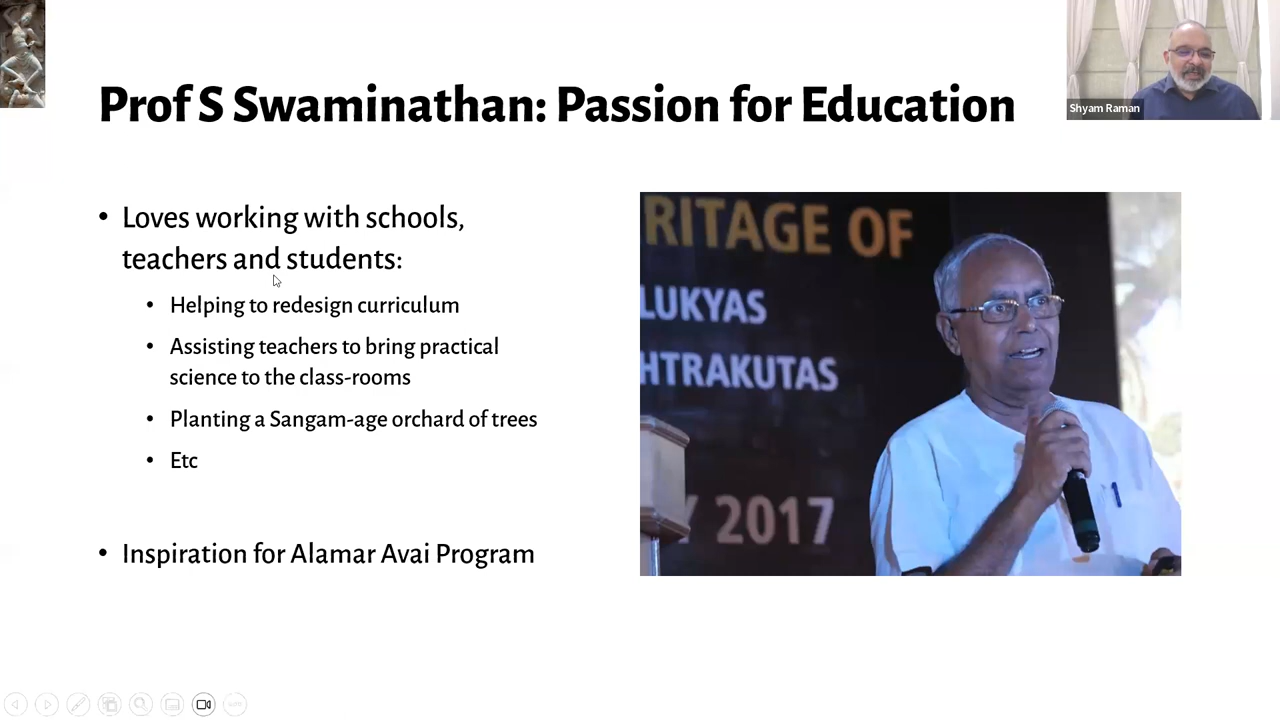 Prof S Swaminathan: Passion for Education
Shyam Raman
• Loves working with schools,
teachers and students:
• Helping to redesign curriculum
• Assisting teachers to bring practical
science to the class-rooms
• Planting a Sangam-age orchard of trees
• Etc
• Inspiration for Alamar Avai Program
RITAGE OF
LUKYAS
HTRAKUTAS
Y 2017